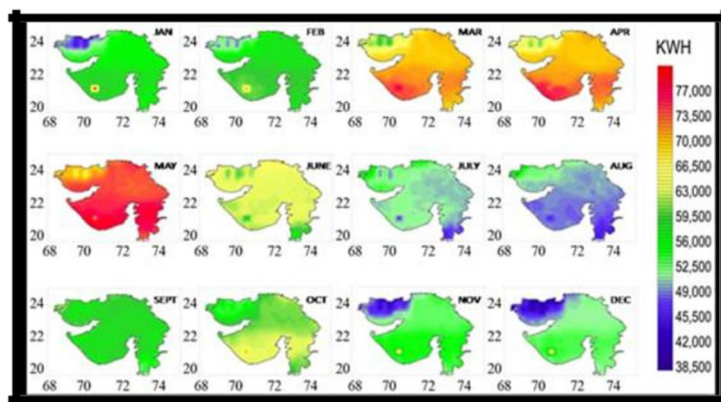 JAN FEB MAR APR KWH
24 24 24 24
22 22 22 22
20 20 20 20
68 70 72 74 68 70 72 74 68 70 72 74 68 70 72 74
77,000
73,500
70,000
66,500
63,000
59,500
56,000
52,500
49,000
45,500
42,000
38,500
MAY JUNE JULY AUG
24 24 24 24
22 22 22 22
20 20 20 20
68 70 72 74 68 70 72 74 68 70 72 74 68 70 72 74
SEPT OCT NOV DEC
24 24 24 24
22 22 22 22
20 20 20 20
68 70 72 74 68 70 72 74 68 70 72 74 68 70 72 74